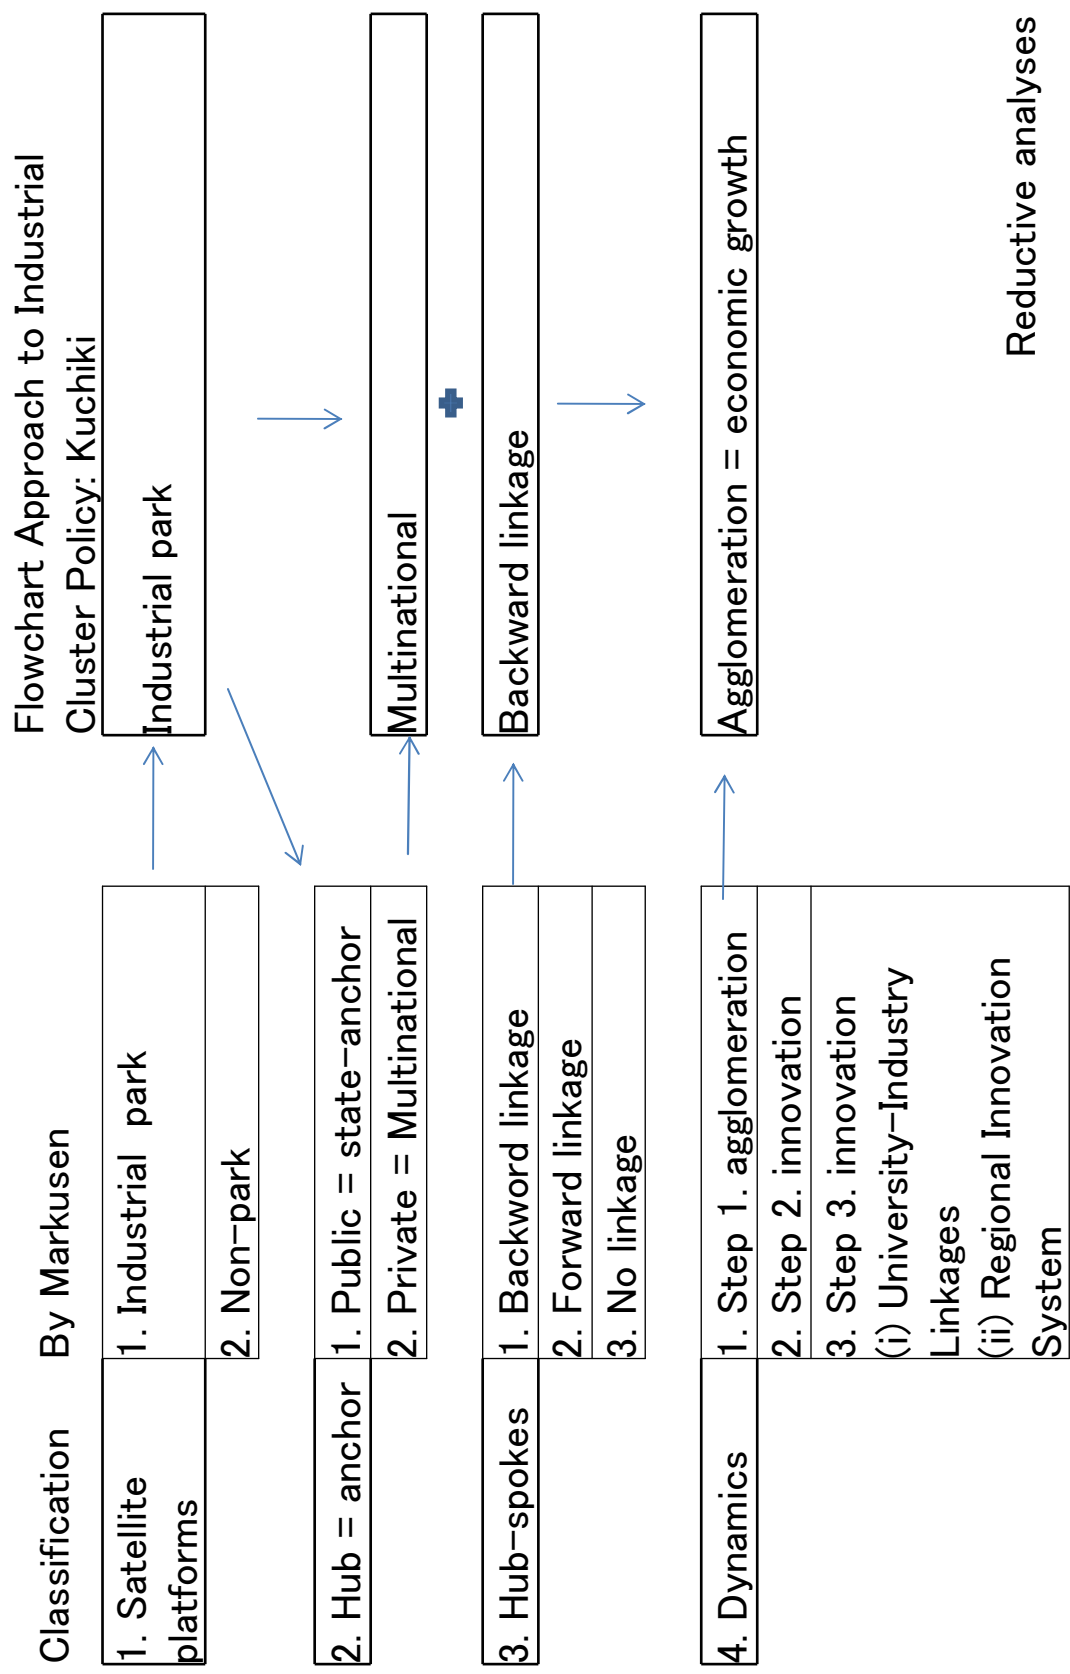 Classification
By Markusen
Flowchart Approach to Industrial
Cluster Policy: Kuchiki
1. Satellite
platforms
1. Industrial park
2. Non-park
Industrial park
2. Hub = anchor
1. Public = state-anchor
2. Private = Multinational
Multinational
3. Hub-spokes
1. Backword linkage
2. Forward linkage
3. No linkage
Backward linkage
4. Dynamics
1. Step 1. agglomeration
2. Step 2. innovation
3. Step 3. innovation
(i) University-Industry
Linkages
(ii) Regional Innovation
System
Agglomeration = economic growth
Reductive analyses